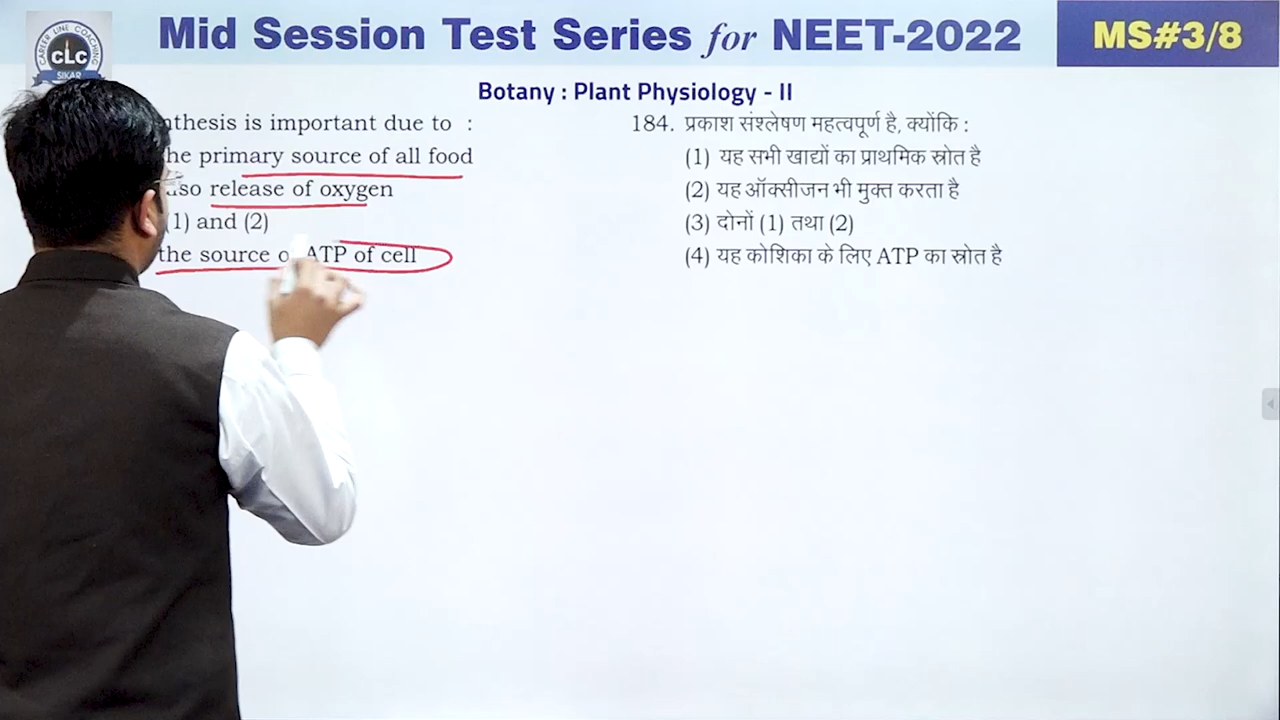 Mid Session Test Series for NEET-2022
MS#3/8
CAREER LINE COACHING
CLC
SIKAR
Botany : Plant Physiology - II
is important due to :
primary source of all food
release of oxygen
(1) and (2)
the source ATP of cell
184. प्रकाश संश्लेषण महत्वपूर्ण है, क्योंकि :
(1) यह सभी खाद्यों का प्राथमिक स्रोत है
(2) यह ऑक्सीजन भी मुक्त करता है
(3) दोनों (1) तथा (2)
(4) यह कोशिका के लिए ATP का स्रोत है